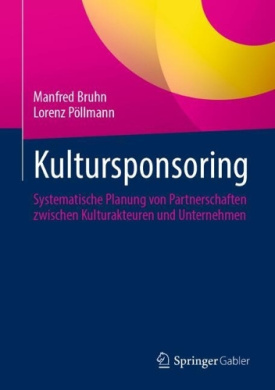 Manfred Bruhn
Lorenz Pöllmann
Kultursponsoring
Systematische Planung von Partnerschaften
zwischen Kulturakteuren und Unternehmen
Springer Gabler